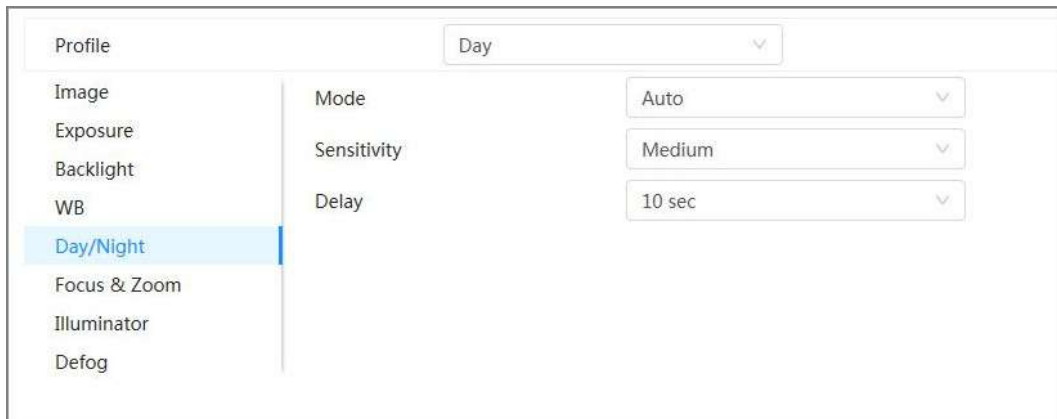 Profile Day
Image
Exposure
Backlight
WB
Day/Night
Focus & Zoom
Illuminator
Defog
Mode Auto
Sensitivity Medium
Delay 10 sec